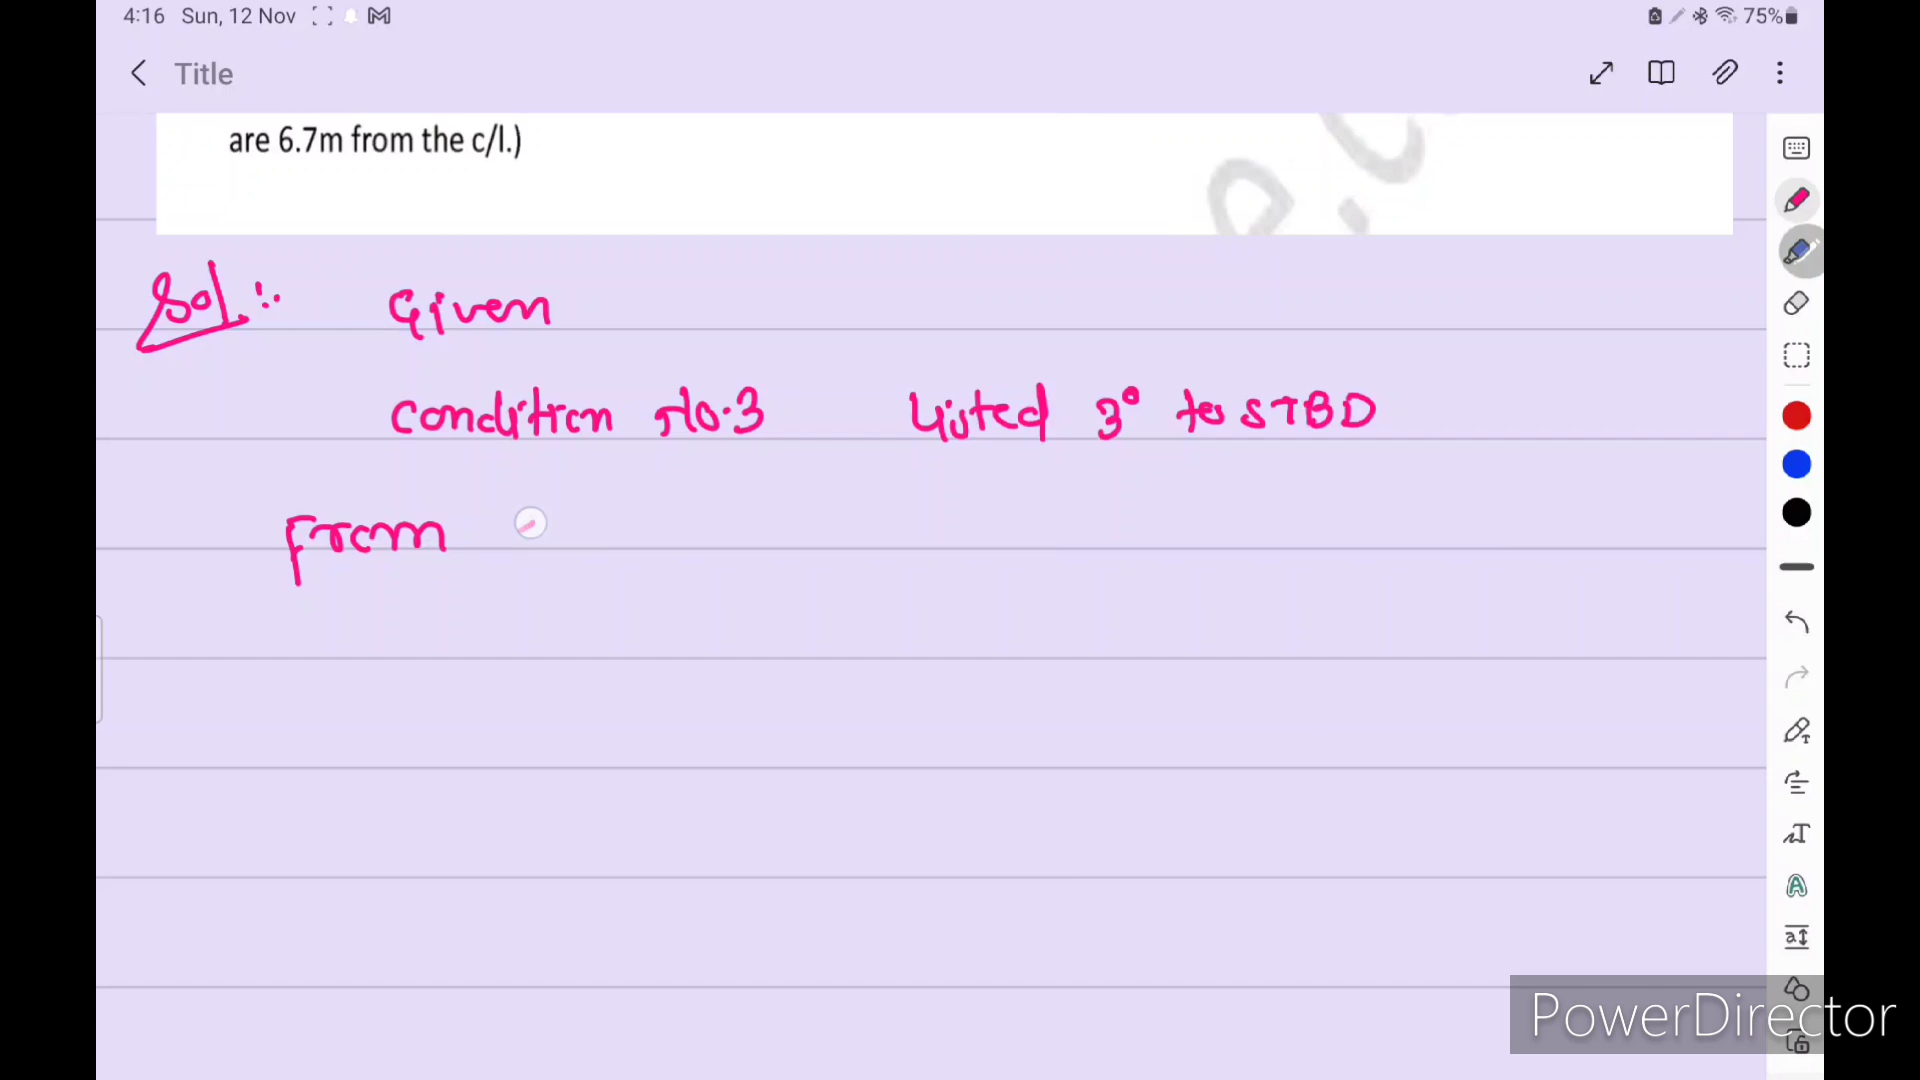 4:16 Sun, 12 Nov 75%
Title
are 6.7m from the c/l.)
Sol :. Given
Condition No.3 Listed 3° to STBD
From
PowerDirector